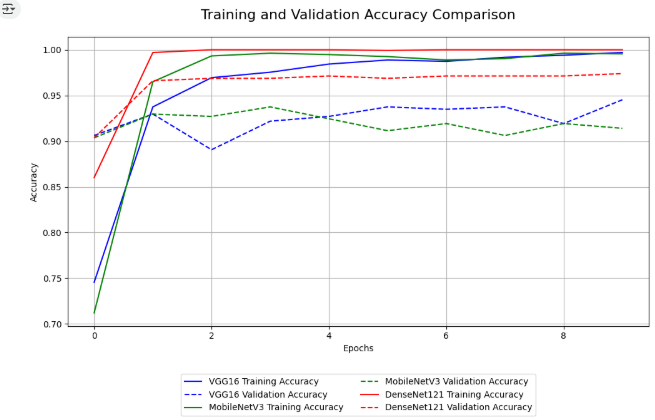 Training and Validation Accuracy Comparison
1.00
0.95
0.90
0.85
0.80
0.75
0.70
Accuracy
0 2 4 6 8
Epochs
VGG16 Training Accuracy
VGG16 Validation Accuracy
MobileNetV3 Training Accuracy
MobileNetV3 Validation Accuracy
DenseNet121 Training Accuracy
DenseNet121 Validation Accuracy